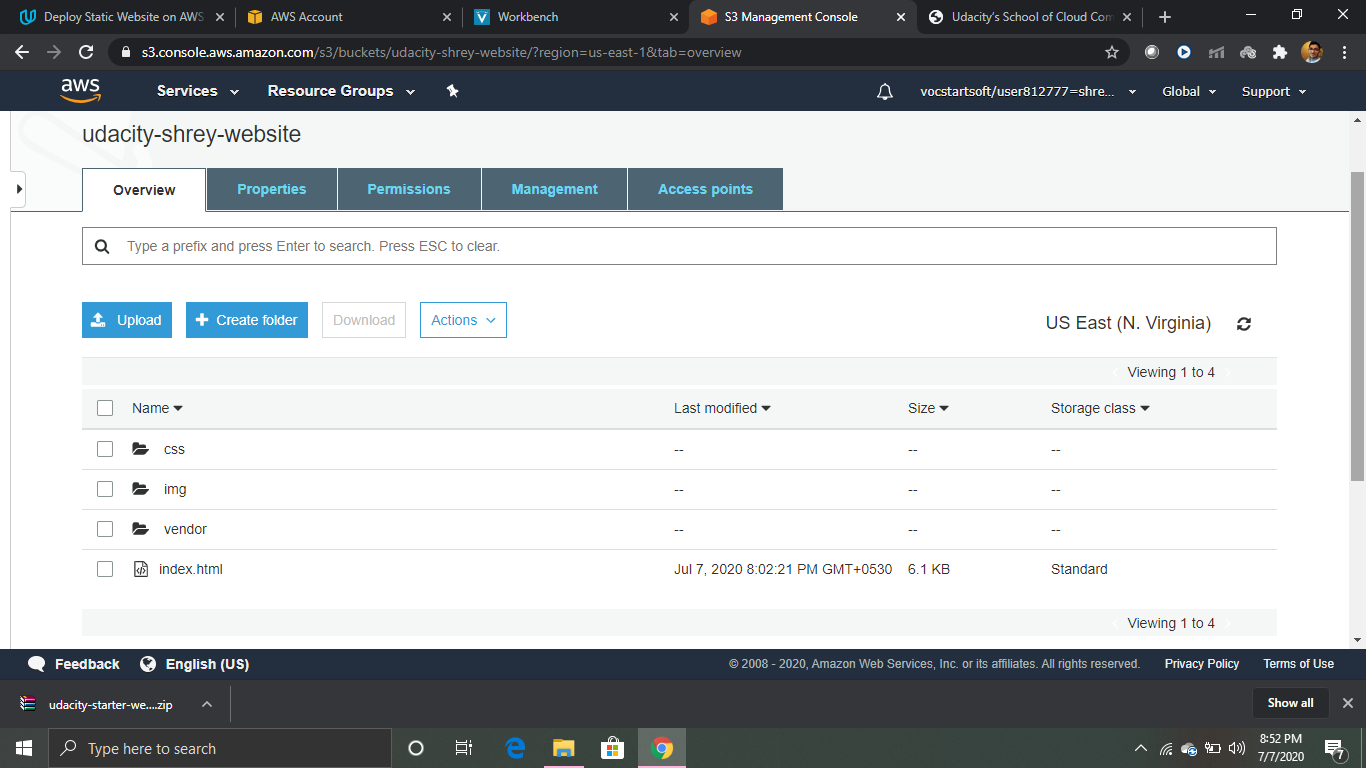 Deploy Static Website on AWS
AWS Account
Workbench
S3 Management Console
Udacity's School of Cloud Com
s3.console.aws.amazon.com/s3/buckets/udacity-shrey-website/?region=us-east-1&tab=overview
aws
Services
Resource Groups
vocstartsoft/user812777=shre...
Global
Support
udacity-shrey-website
Overview
Properties
Permissions
Management
Access points
Type a prefix and press Enter to search. Press ESC to clear.
Upload
Create folder
Download
Actions
US East (N. Virginia)
Viewing 1 to 4
Name
Last modified
Size
Storage class
css -- -- --
img -- -- --
vendor -- -- --
index.html Jul 7, 2020 8:02:21 PM GMT+0530 6.1 KB Standard
Viewing 1 to 4
Feedback
English (US)
© 2008 - 2020, Amazon Web Services, Inc. or its affiliates. All rights reserved.
Privacy Policy
Terms of Use
udacity-starter-we....zip
Show all
Type here to search
8:52 PM
7/7/2020
7